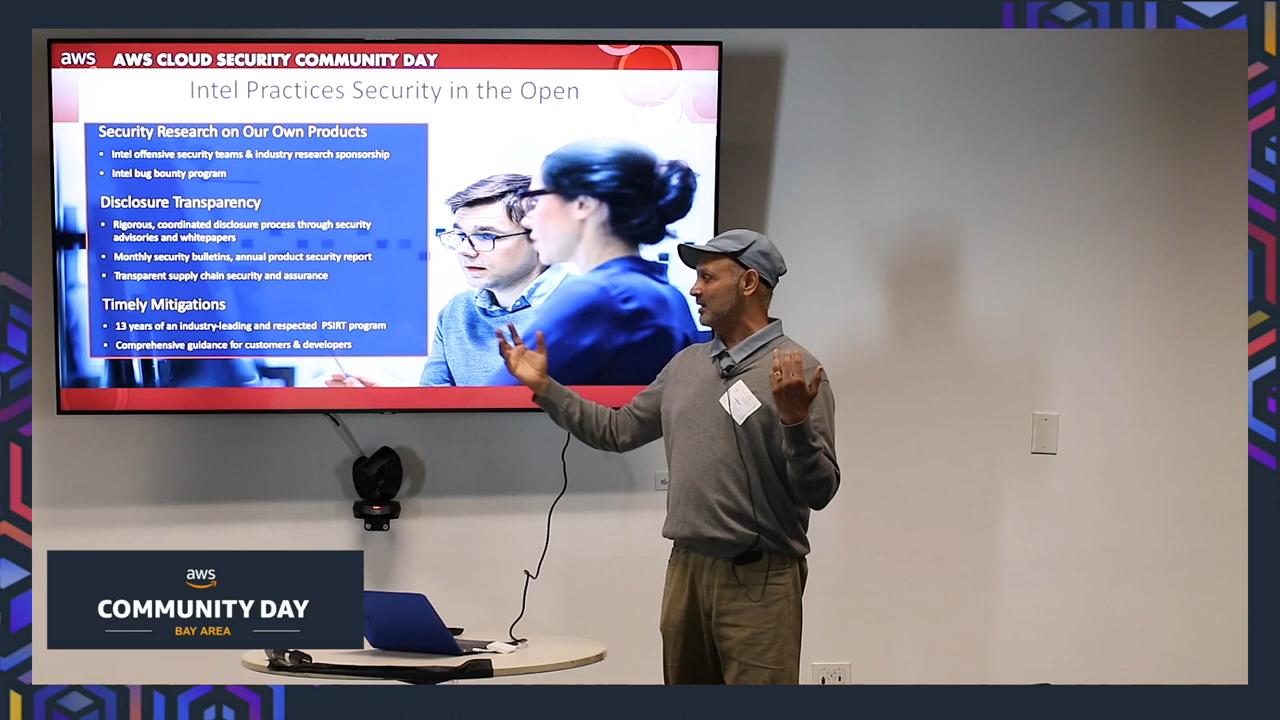 aws AWS CLOUD SECURITY COMMUNITY DAY
Intel Practices Security in the Open
Security Research on Our Own Products
• Intel offensive security teams & industry research sponsorship
• Intel bug bounty program
Disclosure Transparency
• Rigorous, coordinated disclosure process through security
advisories and whitepapers
• Monthly security bulletins, annual product security report
• Transparent supply chain security and assurance
Timely Mitigations
• 13 years of an industry-leading and respected PSIRT program
• Comprehensive guidance for customers & developers
aws
COMMUNITY DAY
BAY AREA